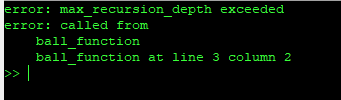 error: max_recursion_depth exceeded
error: called from
    ball_function
    ball_function at line 3 column 2
>>